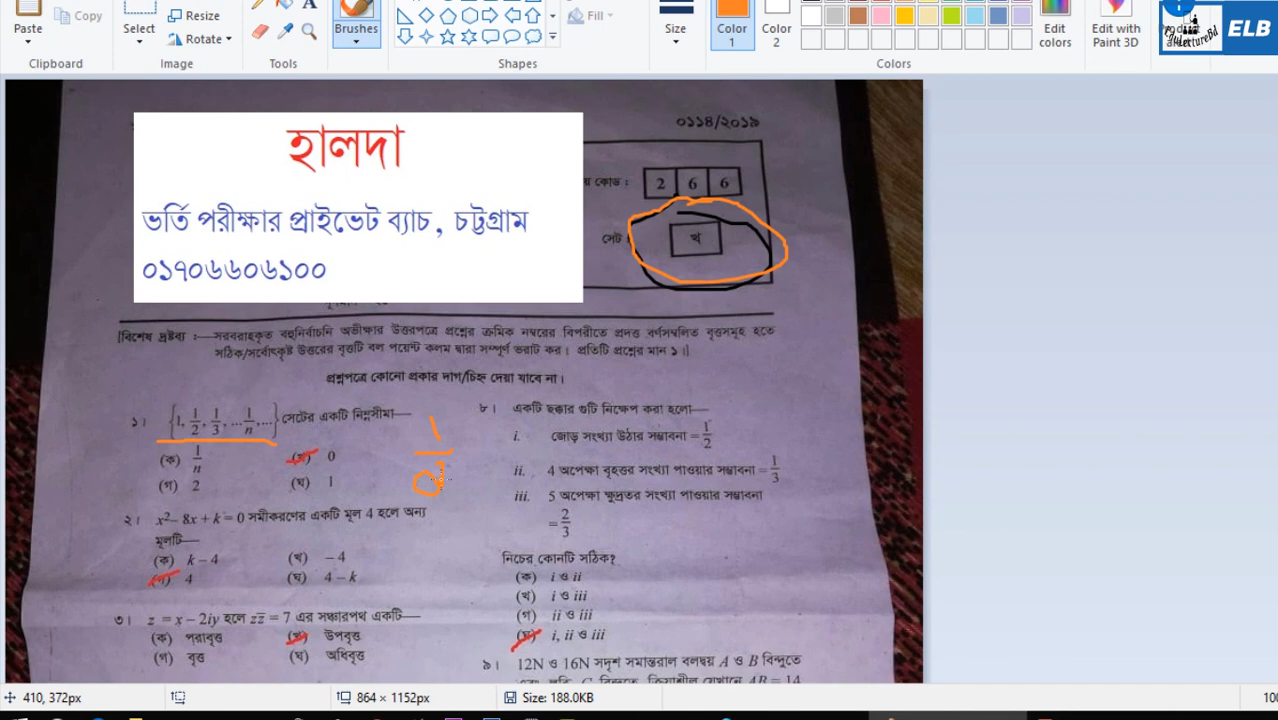 Paste
Copy
Select
Resize
Rotate
Brushes
Size
Fill
Color 1
Color 2
Edit colors
Edit with Paint 3D
ELB
Clipboard
Image
Tools
Shapes
Colors
০১১৪/২০১৯
হালদা
ভর্তি পরীক্ষার প্রাইভেট ব্যাচ, চট্টগ্রাম
০১৭০৬৬০৬১০০
কোড : 2 6 6
সেট : খ
[বিশেষ দ্রষ্টব্য :—সরবরাহকৃত বহুনির্বাচনি অভীক্ষার উত্তরপত্রে প্রশ্নের ক্রমিক নম্বরের বিপরীতে প্রদত্ত বর্ণসম্বলিত বৃত্তসমূহ হতে
সঠিক/সর্বোৎকৃষ্ট উত্তরের বৃত্তটি বল পয়েন্ট কলম দ্বারা সম্পূর্ণ ভরাট কর। প্রতিটি প্রশ্নের মান ১।]
প্রশ্নপত্রে কোনো প্রকার দাগ/চিহ্ন দেয়া যাবে না।
১। {1, 1/2, 1/3, ... 1/n, ...} সেটের একটি নিম্নসীমা—
(ক) 1/n (খ) 0
(গ) 2 (ঘ) 1
1/2
২। x² – 8x + k = 0 সমীকরণের একটি মূল 4 হলে অন্য
মূলটি—
(ক) k – 4 (খ) – 4
(গ) 4 (ঘ) 4 – k
৩। z = x – 2iy হলে zz̄ = 7 এর সঞ্চারপথ একটি—
(ক) পরাবৃত্ত (খ) উপবৃত্ত
(গ) বৃত্ত (ঘ) অধিবৃত্ত
৮। একটি ছক্কার গুটি নিক্ষেপ করা হলো—
i. জোড় সংখ্যা উঠার সম্ভাবনা = 1/2
ii. 4 অপেক্ষা বৃহত্তর সংখ্যা পাওয়ার সম্ভাবনা = 1/3
iii. 5 অপেক্ষা ক্ষুদ্রতর সংখ্যা পাওয়ার সম্ভাবনা
= 2/3
নিচের কোনটি সঠিক?
(ক) i ও ii
(খ) i ও iii
(গ) ii ও iii
(ঘ) i, ii ও iii
৯। 12N ও 16N সদৃশ সমান্তরাল বলদ্বয় A ও B বিন্দুতে
410, 372px
864 × 1152px
Size: 188.0KB